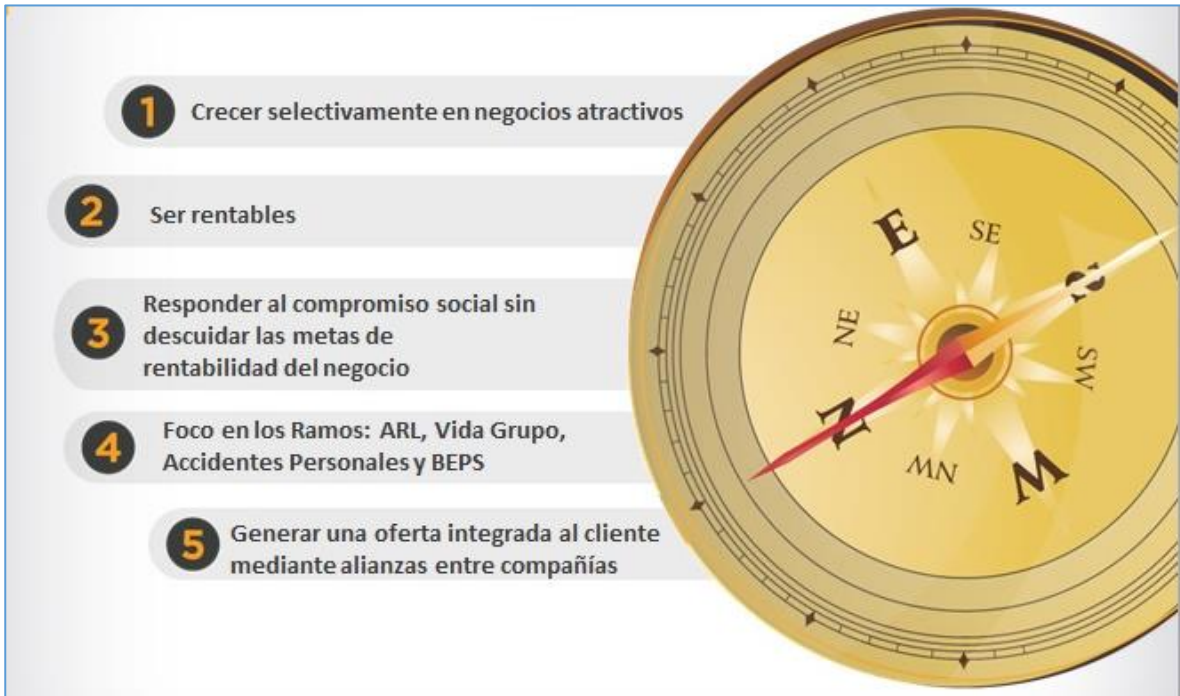 1 Crecer selectivamente en negocios atractivos
2 Ser rentables
3 Responder al compromiso social sin
descuidar las metas de
rentabilidad del negocio
4 Foco en los Ramos: ARL, Vida Grupo,
Accidentes Personales y BEPS
5 Generar una oferta integrada al cliente
mediante alianzas entre compañías
E
SE
S
NE
SW
N
NW
W